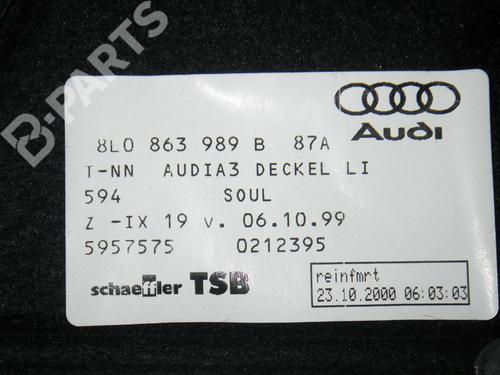 B-PARTS
Audi
8L0 863 989 B 87A
T-NN AUDIA3 DECKEL LI
594 SOUL
Z -IX 19 v. 06.10.99
5957575 0212395
schaeffler TSB
reinfmrt
23.10.2000 06:03:03